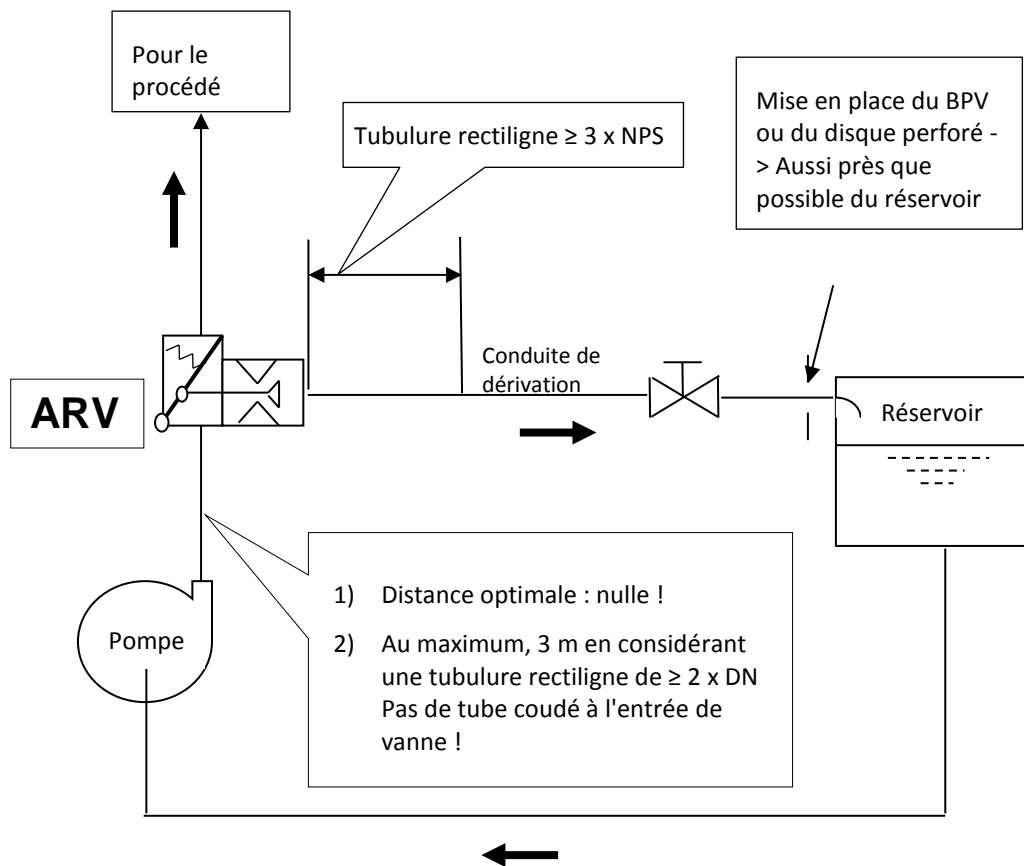 Pour le
procédé
Tubulure rectiligne ≥ 3 x NPS
Mise en place du BPV
ou du disque perforé -
> Aussi près que
possible du réservoir
Conduite de
dérivation
ARV
Réservoir
Pompe
1) Distance optimale : nulle !
2) Au maximum, 3 m en considérant
une tubulure rectiligne de ≥ 2 x DN
Pas de tube coudé à l'entrée de
vanne !